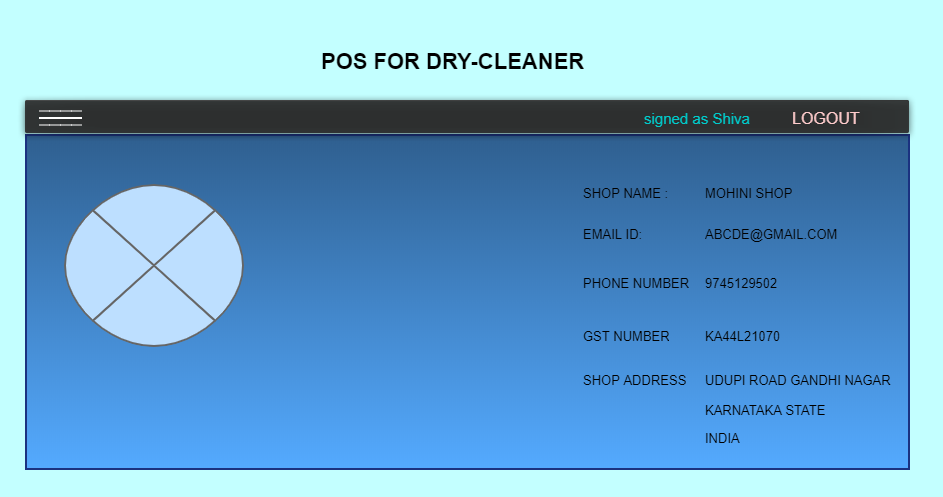 POS FOR DRY-CLEANER
signed as Shiva LOGOUT
SHOP NAME : MOHINI SHOP
EMAIL ID: ABCDE@GMAIL.COM
PHONE NUMBER 9745129502
GST NUMBER KA44L21070
SHOP ADDRESS UDUPI ROAD GANDHI NAGAR
KARNATAKA STATE
INDIA